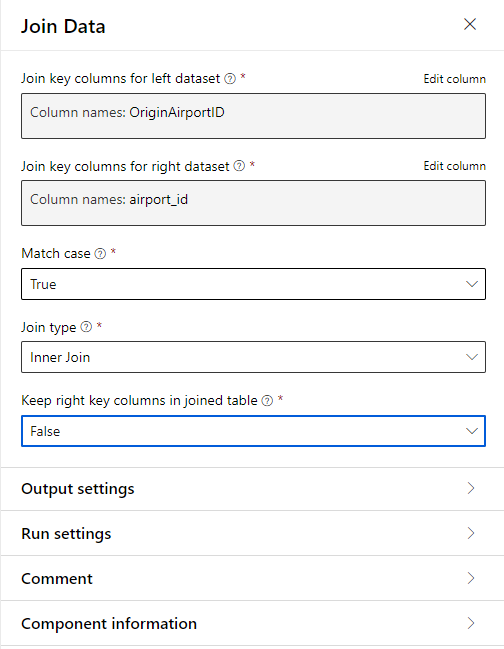 Join Data
Join key columns for left dataset ? * Edit column
Column names: OriginAirportID
Join key columns for right dataset ? * Edit column
Column names: airport_id
Match case ? *
True
Join type ? *
Inner Join
Keep right key columns in joined table ? *
False
Output settings
Run settings
Comment
Component information